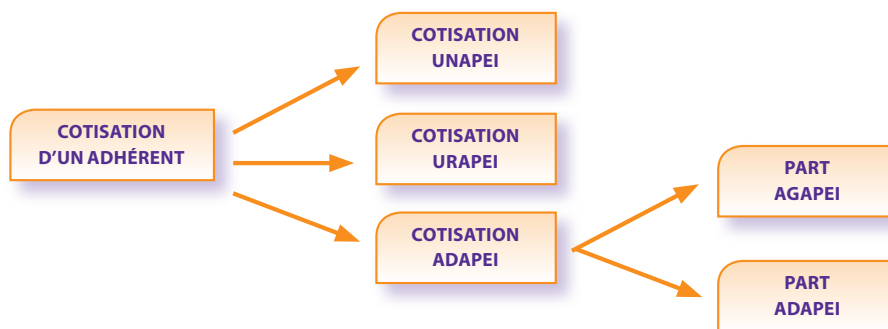 COTISATION
D'UN ADHÉRENT
COTISATION
UNAPEI
COTISATION
URAPEI
COTISATION
ADAPEI
PART
AGAPEI
PART
ADAPEI